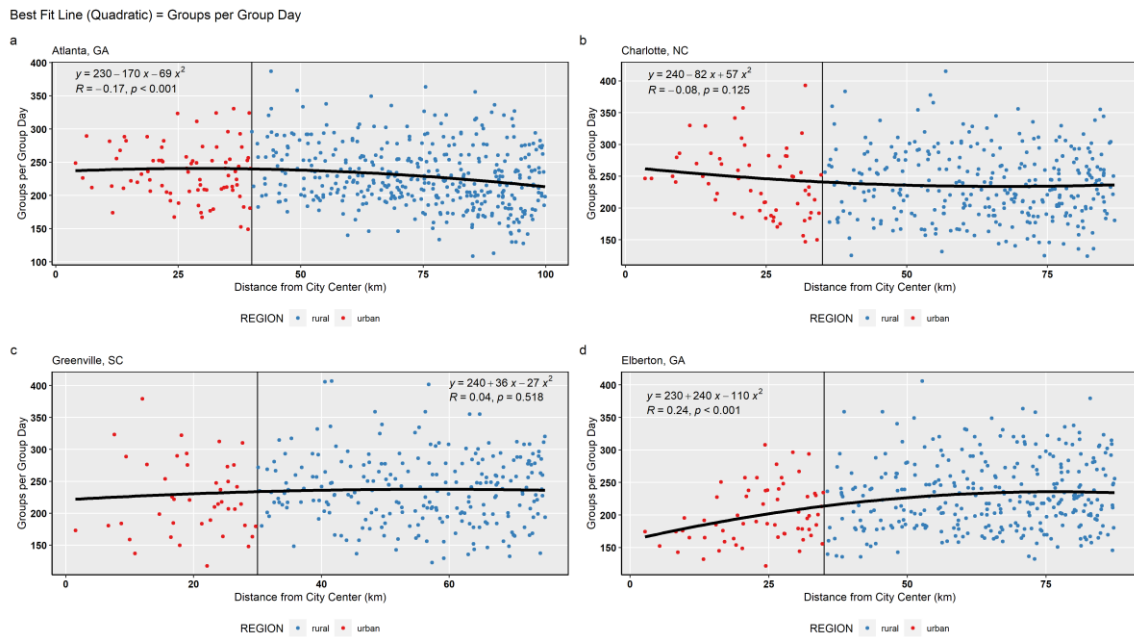 Best Fit Line (Quadratic) = Groups per Group Day
a
Atlanta, GA
y = 230 − 170 x − 69 x²
R = −0.17, p < 0.001
400
350
300
250
200
150
100
Groups per Group Day
0 25 50 75 100
Distance from City Center (km)
REGION rural urban
b
Charlotte, NC
y = 240 − 82 x + 57 x²
R = −0.08, p = 0.125
400
350
300
250
200
150
Groups per Group Day
0 25 50 75
Distance from City Center (km)
REGION rural urban
c
Greenville, SC
y = 240 + 36 x − 27 x²
R = 0.04, p = 0.518
400
350
300
250
200
150
Groups per Group Day
0 20 40 60
Distance from City Center (km)
REGION rural urban
d
Elberton, GA
y = 230 + 240 x − 110 x²
R = 0.24, p < 0.001
400
350
300
250
200
150
Groups per Group Day
0 25 50 75
Distance from City Center (km)
REGION rural urban